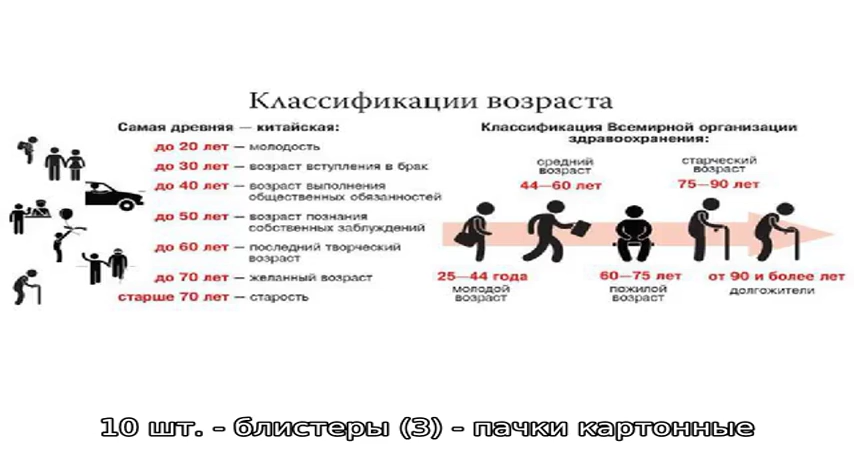 Классификации возраста
Самая древняя — китайская:
до 20 лет — молодость
до 30 лет — возраст вступления в брак
до 40 лет — возраст выполнения
общественных обязанностей
до 50 лет — возраст познания
собственных заблуждений
до 60 лет — последний творческий
возраст
до 70 лет — желанный возраст
старше 70 лет — старость
Классификация Всемирной организации
здравоохранения:
средний
возраст
44—60 лет
старческий
возраст
75—90 лет
25—44 года
молодой
возраст
60—75 лет
пожилой
возраст
от 90 и более лет
долгожители
10 шт. - блистеры (3) - пачки картонные